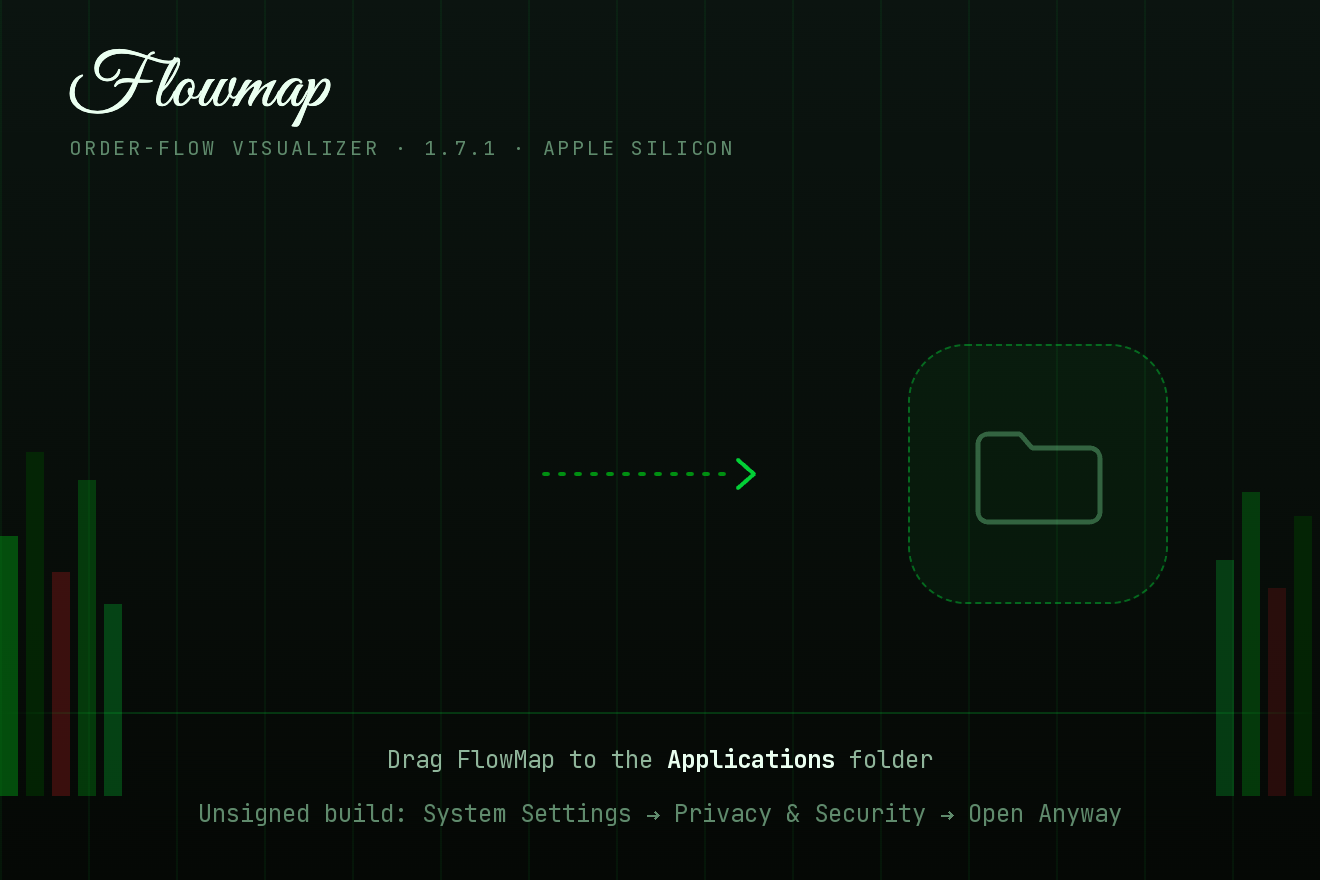 Flowmap
ORDER-FLOW VISUALIZER · 1.7.1 · APPLE SILICON
Drag FlowMap to the Applications folder
Unsigned build: System Settings → Privacy & Security → Open Anyway